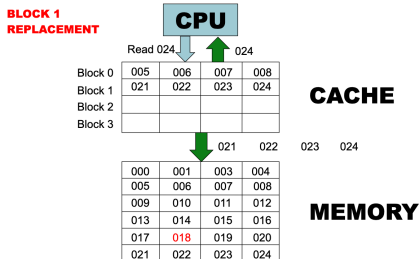 BLOCK 1
REPLACEMENT
CPU
Read 024
024
Block 0 005 006 007 008
Block 1 021 022 023 024
Block 2
Block 3
CACHE
021 022 023 024
000 001 003 004
005 006 007 008
009 010 011 012
013 014 015 016
017 018 019 020
021 022 023 024
MEMORY